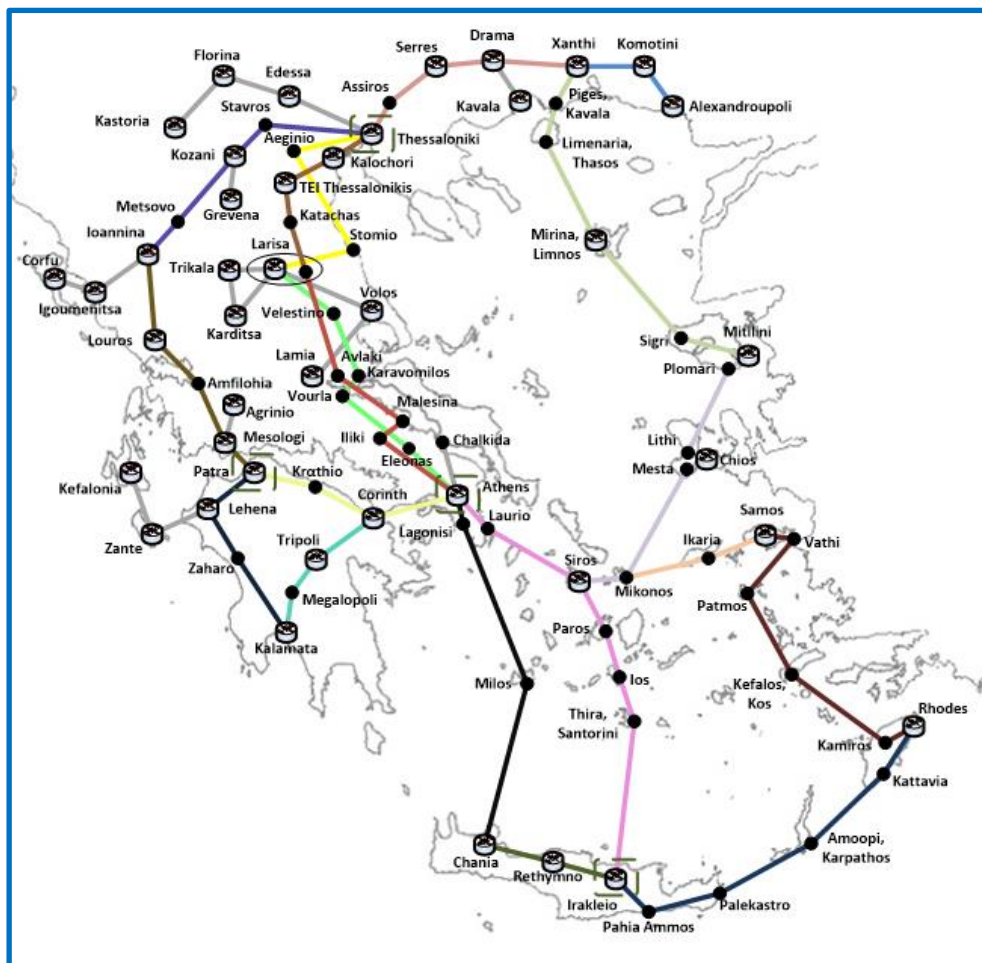 Drama
Xanthi
Komotini
Serres
Florina
Edessa
Assiros
Piges,
Kavala
Kavala
Alexandroupoli
Stavros
Kastoria
Aeginio
Thessaloniki
Limenaria,
Thasos
Kozani
Kalochori
TEI Thessalonikis
Grevena
Metsovo
Katachas
Ioannina
Stomio
Mirina,
Limnos
Larisa
Corfu
Trikala
Igoumenitsa
Volos
Velestino
Karditsa
Louros
Sigri
Mitilini
Lamia
Avlaki
Karavomilos
Plomari
Amfilohia
Vourla
Agrinio
Malesina
Mesologi
Iliki
Chalkida
Lithi
Eleonas
Mesta
Chios
Patra
Krαthio
Kefalonia
Corinth
Athens
Lehena
Laurio
Samos
Lagonisi
Zante
Tripoli
Ikaria
Vathi
Zaharo
Siros
Mikonos
Megalopoli
Patmos
Paros
Kalamata
Milos
Ios
Kefalos,
Kos
Rhodes
Thira,
Santorini
Kamiros
Kattavia
Amoopi,
Karpathos
Chania
Rethymno
Irakleio
Palekastro
Pahia Ammos